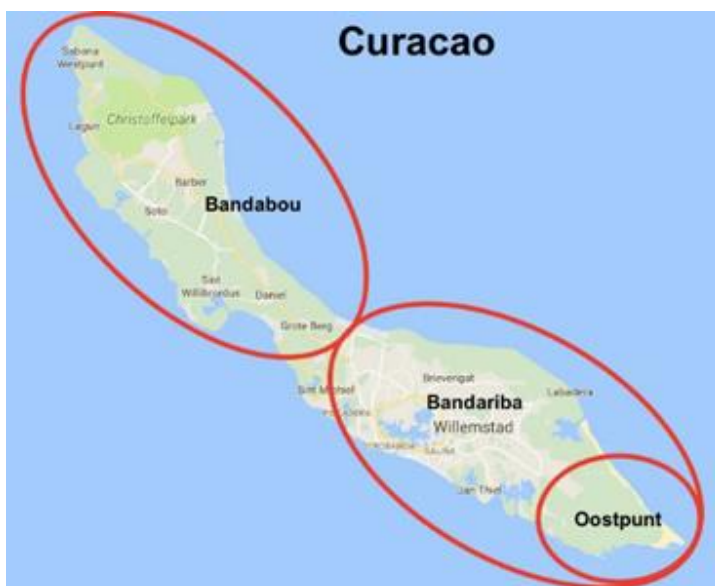 Curacao
Sabana
Westpunt
Christoffelpark
Lagun
Barber
Bandabou
Soto
Sint
Willibrordus
Daniel
Grote Berg
Sint Michiel
Brievengat
Labadera
Bandariba
Willemstad
SALINA
Jan Thiel
Oostpunt